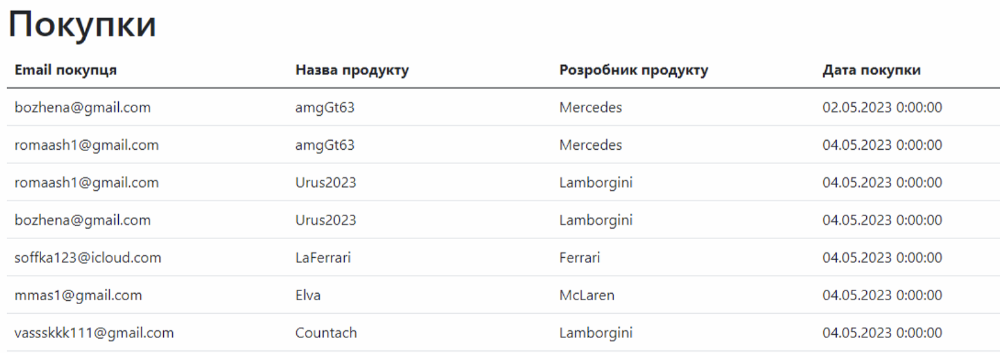 Покупки
Email покупця Назва продукту Розробник продукту Дата покупки
bozhena@gmail.com amgGt63 Mercedes 02.05.2023 0:00:00
romaash1@gmail.com amgGt63 Mercedes 04.05.2023 0:00:00
romaash1@gmail.com Urus2023 Lamborgini 04.05.2023 0:00:00
bozhena@gmail.com Urus2023 Lamborgini 04.05.2023 0:00:00
soffka123@icloud.com LaFerrari Ferrari 04.05.2023 0:00:00
mmas1@gmail.com Elva McLaren 04.05.2023 0:00:00
vassskkk111@gmail.com Countach Lamborgini 04.05.2023 0:00:00